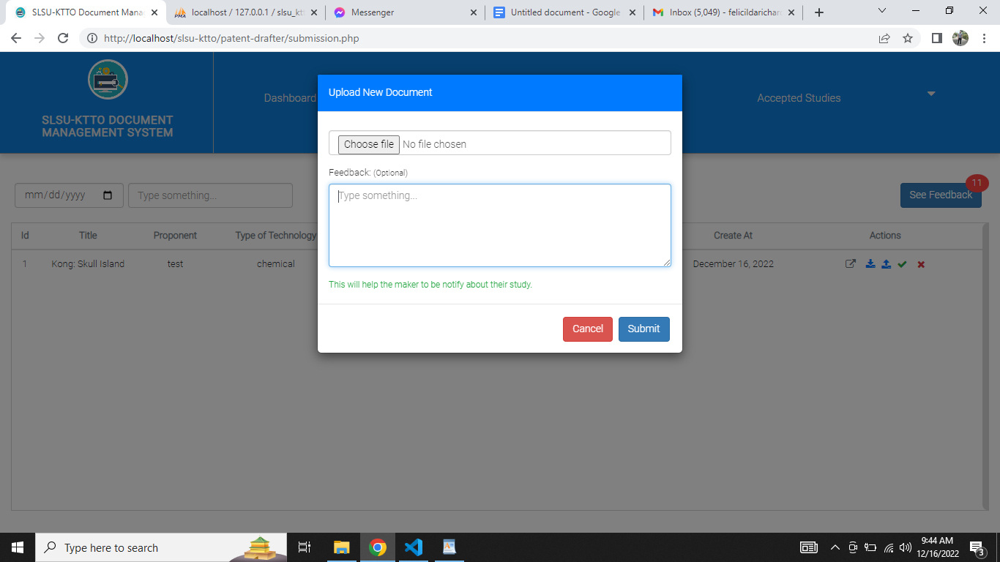 SLSU-KTTO Document Mana
localhost / 127.0.0.1 / slsu_kt
Messenger
Untitled document - Google
Inbox (5,049) - felicildarichar
http://localhost/slsu-ktto/patent-drafter/submission.php
SLSU-KTTO DOCUMENT
MANAGEMENT SYSTEM
Dashboard
Accepted Studies
Upload New Document
Choose file No file chosen
Feedback: (Optional)
Type something...
This will help the maker to be notify about their study.
Cancel Submit
mm/dd/yyyy
Type something...
11
See Feedback
Id Title Proponent Type of Technology Create At Actions
1 Kong: Skull Island test chemical December 16, 2022
Type here to search
9:44 AM
12/16/2022
3